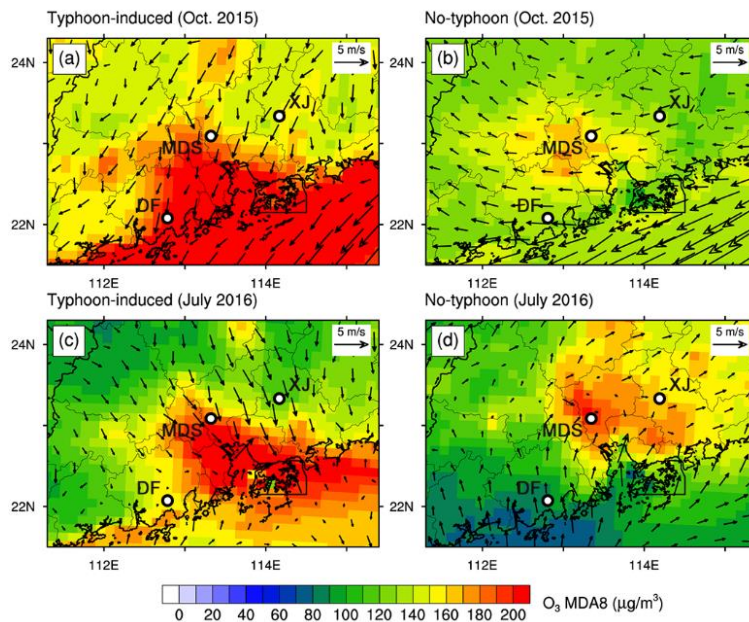 Typhoon-induced (Oct. 2015)
No-typhoon (Oct. 2015)
24N
(a)
5 m/s
XJ
MDS
DF
22N
112E
114E
24N
(b)
5 m/s
XJ
MDS
DF
22N
112E
114E
Typhoon-induced (July 2016)
No-typhoon (July 2016)
24N
(c)
5 m/s
XJ
MDS
DF
22N
112E
114E
24N
(d)
5 m/s
XJ
MDS
DF
22N
112E
114E
0 20 40 60 80 100 120 140 160 180 200
O₃ MDA8 (μg/m³)